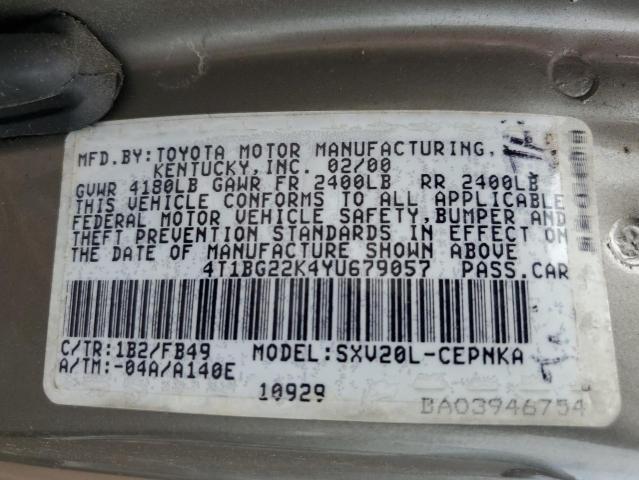 MFD.BY:TOYOTA MOTOR MANUFACTURING,
KENTUCKY,INC. 02/00
GVWR 4180LB GAWR FR 2400LB RR 2400LB
THIS VEHICLE CONFORMS TO ALL APPLICABLE
FEDERAL MOTOR VEHICLE SAFETY,BUMPER AND
THEFT PREVENTION STANDARDS IN EFFECT ON
THE DATE OF MANUFACTURE SHOWN ABOVE
4T1BG22K4YU679057 PASS.CAR
C/TR:1B2/FB49 MODEL:SXV20L-CEPNKA
A/TM:-04A/A140E
10929
BA03946754